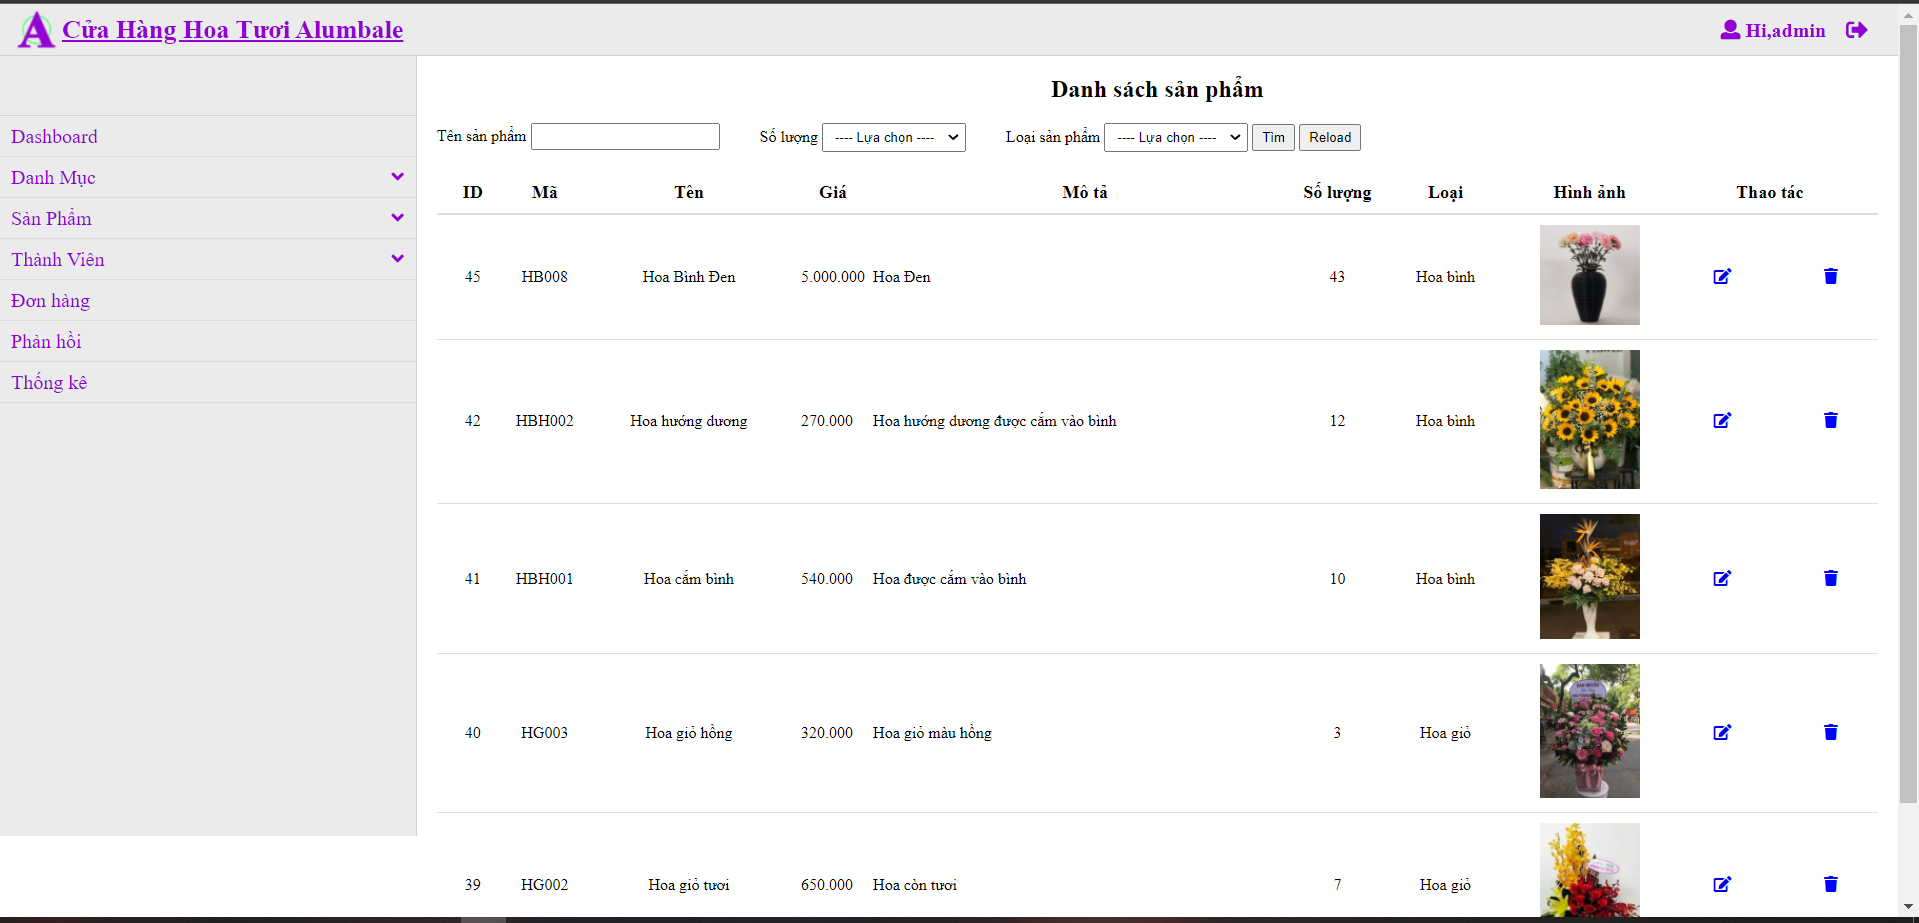 A Cửa Hàng Hoa Tươi Alumbale Hi,admin
Danh sách sản phẩm
Tên sản phẩm Số lượng ---- Lựa chọn ---- Loại sản phẩm ---- Lựa chọn ---- Tìm Reload
Dashboard
Danh Mục
Sản Phẩm
Thành Viên
Đơn hàng
Phản hồi
Thống kê
ID Mã Tên Giá Mô tả Số lượng Loại Hình ảnh Thao tác
45 HB008 Hoa Bình Đen 5.000.000 Hoa Đen 43 Hoa bình
42 HBH002 Hoa hướng dương 270.000 Hoa hướng dương được cắm vào bình 12 Hoa bình
41 HBH001 Hoa cắm bình 540.000 Hoa được cắm vào bình 10 Hoa bình
40 HG003 Hoa giỏ hồng 320.000 Hoa giỏ màu hồng 3 Hoa giỏ
39 HG002 Hoa giỏ tươi 650.000 Hoa còn tươi 7 Hoa giỏ